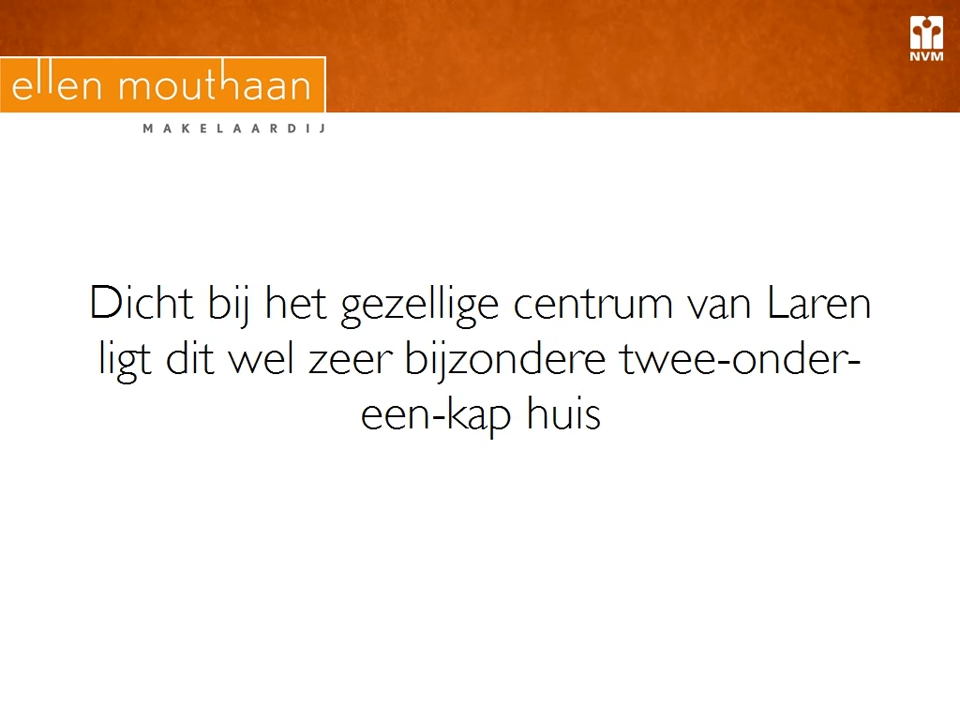 NVM
ellen mouthaan
MAKELAARDIJ
Dicht bij het gezellige centrum van Laren
ligt dit wel zeer bijzondere twee-onder-
een-kap huis